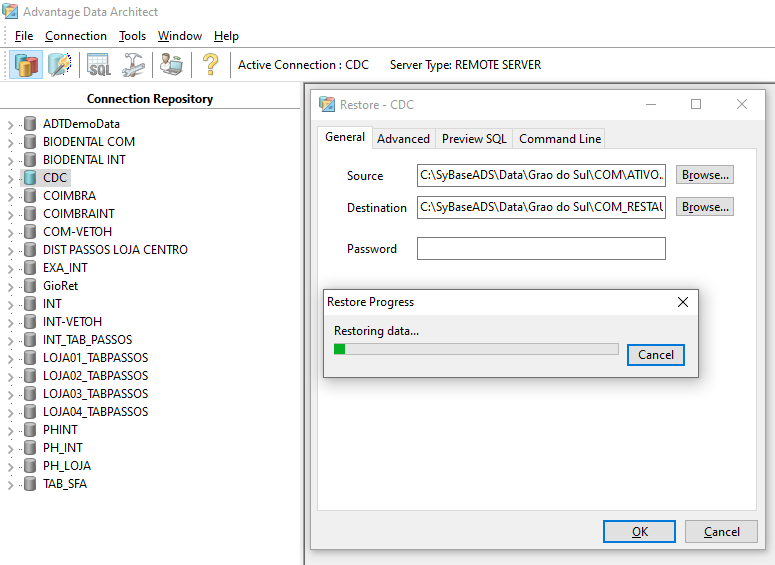 Advantage Data Architect
File Connection Tools Window Help
SQL ? Active Connection : CDC Server Type: REMOTE SERVER
Connection Repository
ADTDemoData
BIODENTAL COM
BIODENTAL INT
CDC
COIMBRA
COIMBRAINT
COM-VETOH
DIST PASSOS LOJA CENTRO
EXA_INT
GioRet
INT
INT-VETOH
INT_TAB_PASSOS
LOJA01_TABPASSOS
LOJA02_TABPASSOS
LOJA03_TABPASSOS
LOJA04_TABPASSOS
PHINT
PH_INT
PH_LOJA
TAB_SFA
Restore - CDC
General Advanced Preview SQL Command Line
Source C:\SyBaseADS\Data\Grao do Sul\COM\ATIVO.. Browse...
Destination C:\SyBaseADS\Data\Grao do Sul\COM_RESTAU Browse...
Password
Restore Progress
Restoring data...
Cancel
OK Cancel